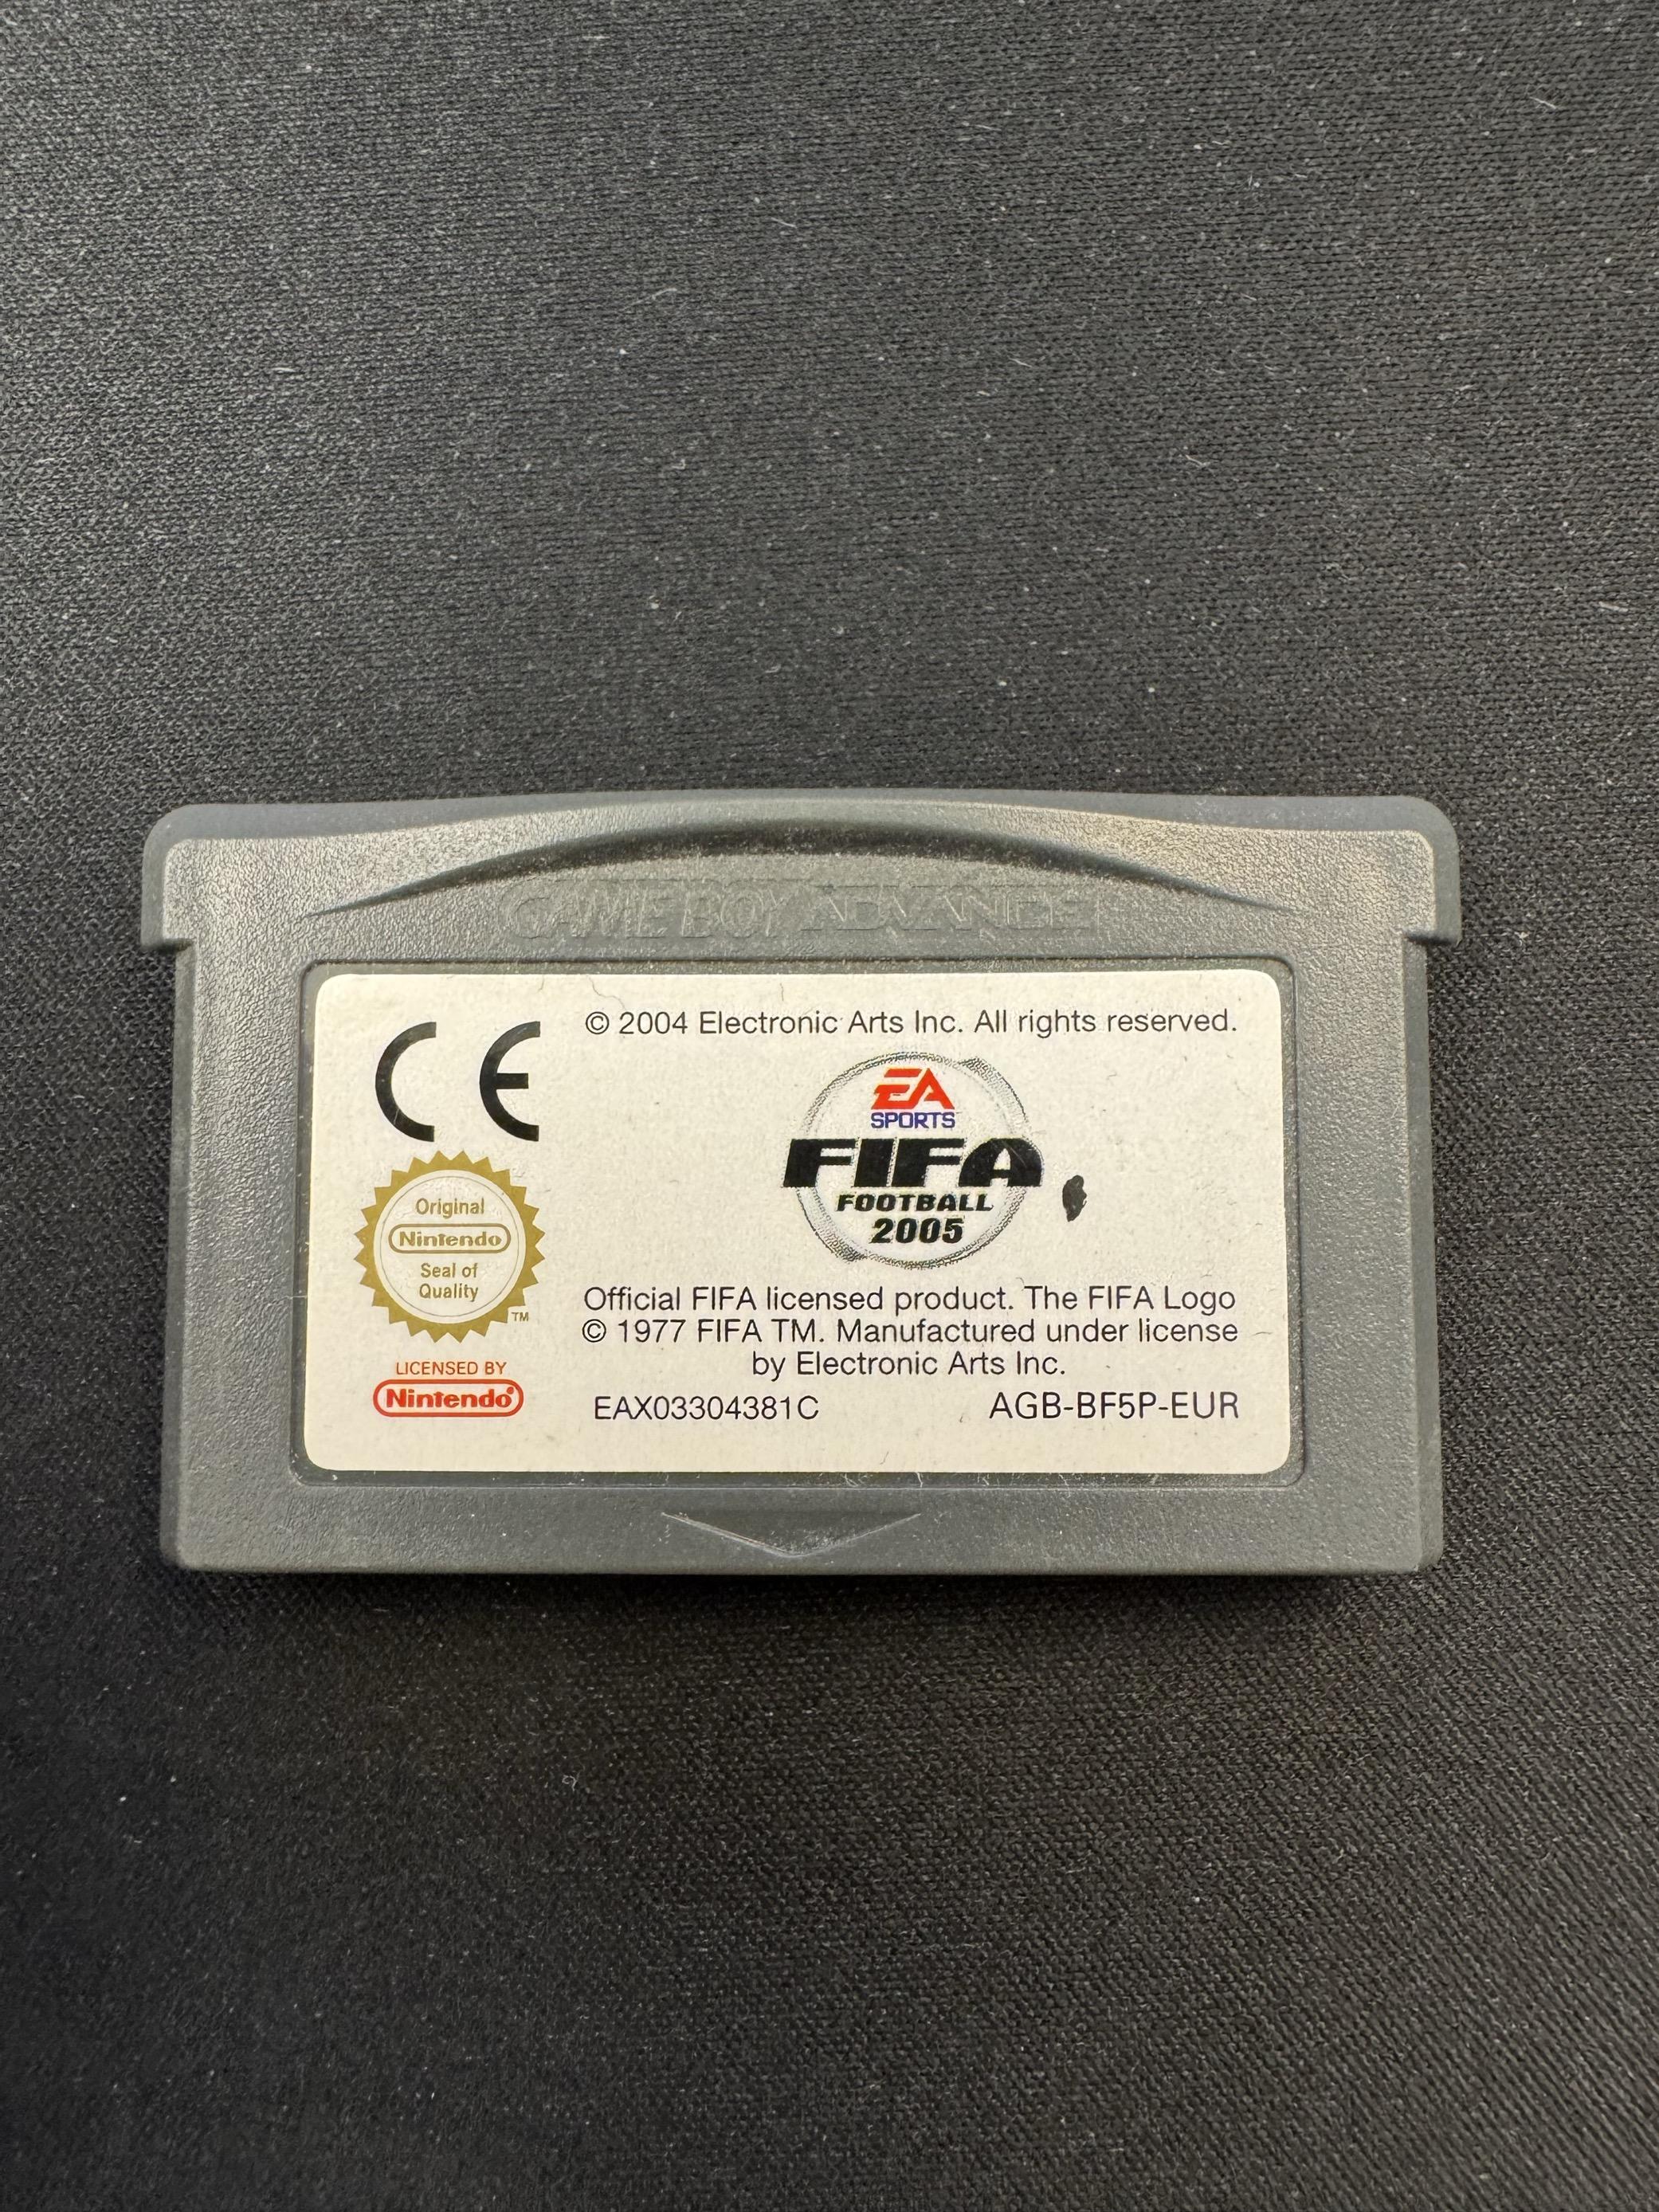 GAME BOY ADVANCE
CE
© 2004 Electronic Arts Inc. All rights reserved.
EA
SPORTS
FIFA
FOOTBALL
2005
Original
Nintendo
Seal of
Quality
TM
Official FIFA licensed product. The FIFA Logo
© 1977 FIFA TM. Manufactured under license
by Electronic Arts Inc.
LICENSED BY
Nintendo®
EAX03304381C AGB-BF5P-EUR